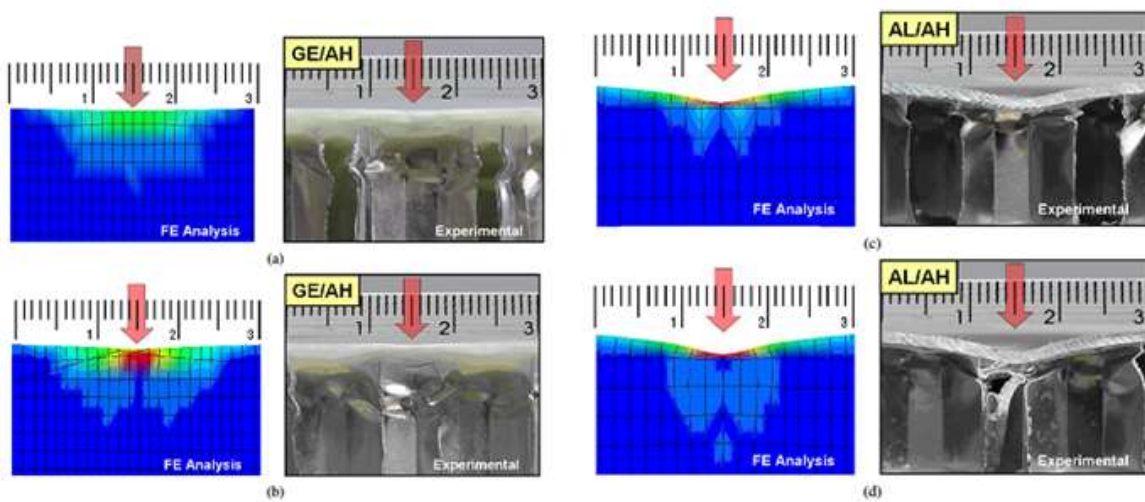 1 2 3
FE Analysis
GE/AH
1 2 3
Experimental
(a)
1 2 3
FE Analysis
GE/AH
1 2 3
Experimental
(b)
1 2 3
FE Analysis
AL/AH
1 2 3
Experimental
(c)
1 2 3
FE Analysis
AL/AH
1 2 3
Experimental
(d)